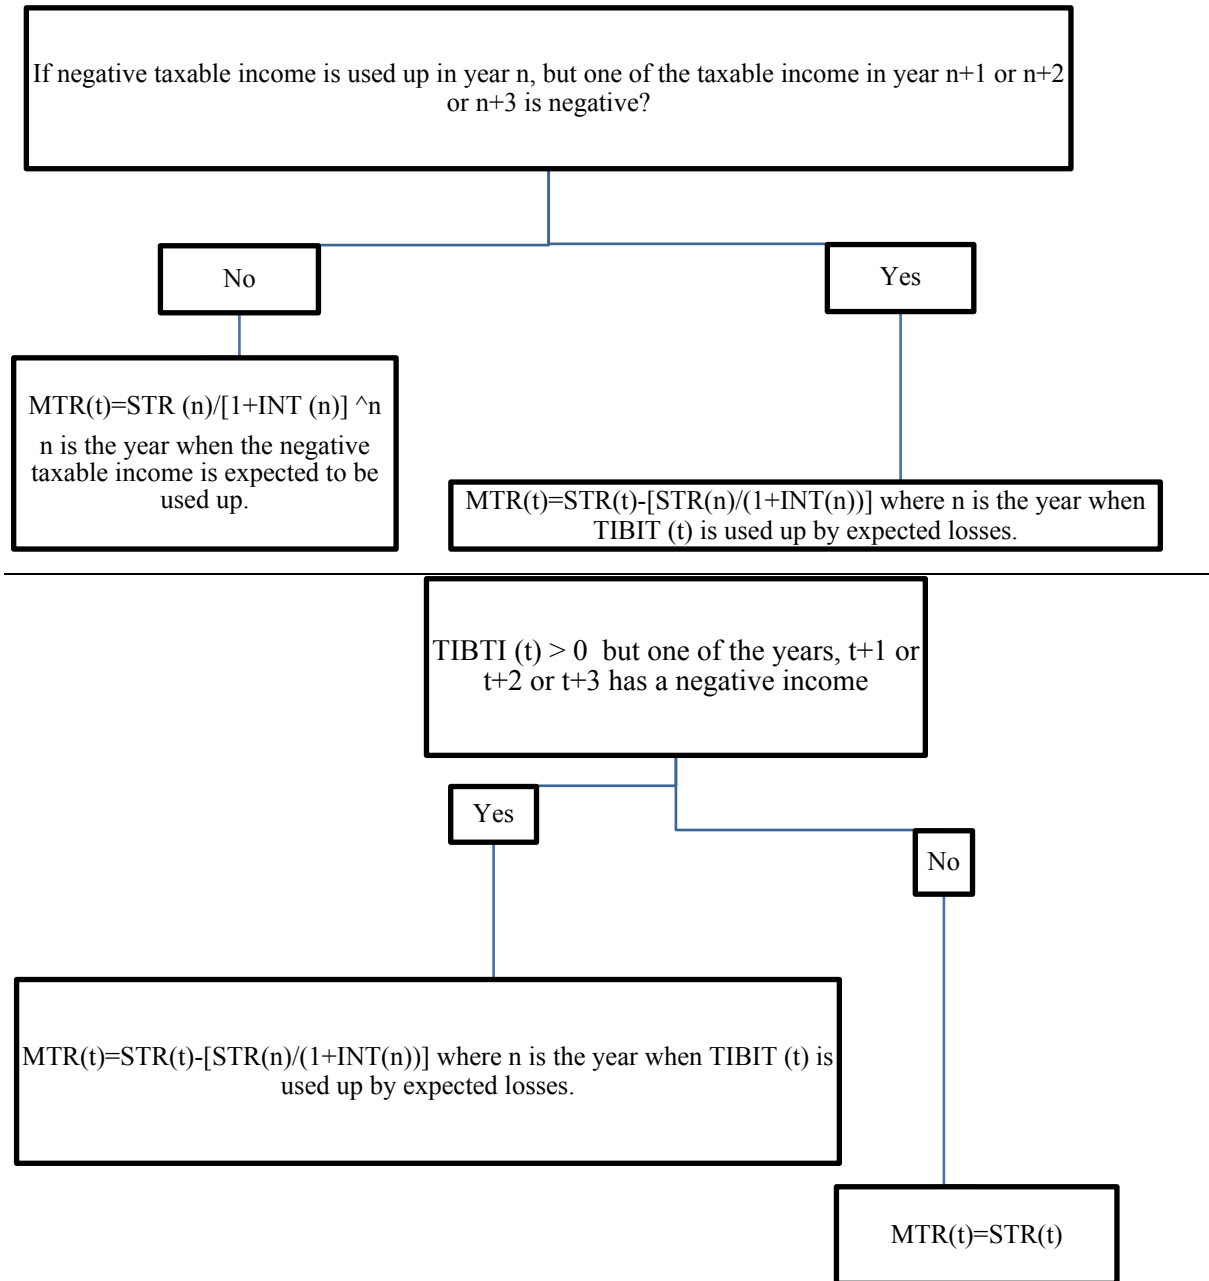 If negative taxable income is used up in year n, but one of the taxable income in year n+1 or n+2
or n+3 is negative?
No
Yes
MTR(t)=STR (n)/[1+INT (n)] ^n
n is the year when the negative
taxable income is expected to be
used up.
MTR(t)=STR(t)-[STR(n)/(1+INT(n))] where n is the year when
TIBIT (t) is used up by expected losses.
TIBTI (t) > 0  but one of the years, t+1 or
t+2 or t+3 has a negative income
Yes
No
MTR(t)=STR(t)-[STR(n)/(1+INT(n))] where n is the year when TIBIT (t) is
used up by expected losses.
MTR(t)=STR(t)